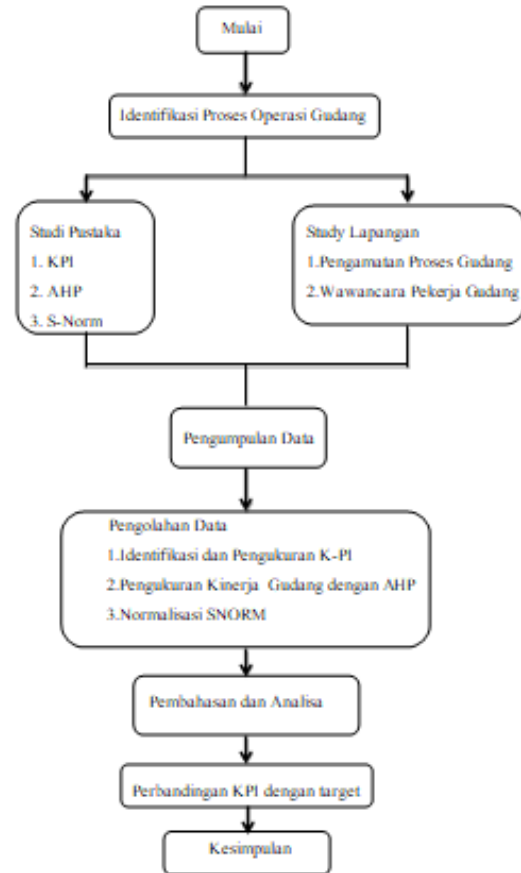 Mulai
Identifikasi Proses Operasi Gudang
Studi Pustaka
1. KPI
2. AHP
3. S-Norm
Study Lapangan
1.Pengamatan Proses Gudang
2.Wawancara Pekerja Gudang
Pengumpulan Data
Pengolahan Data
1.Identifikasi dan Pengukuran K-PI
2.Pengukuran Kinerja Gudang dengan AHP
3.Normalisasi SNORM
Pembahasan dan Analisa
Perbandingan KPI dengan target
Kesimpulan